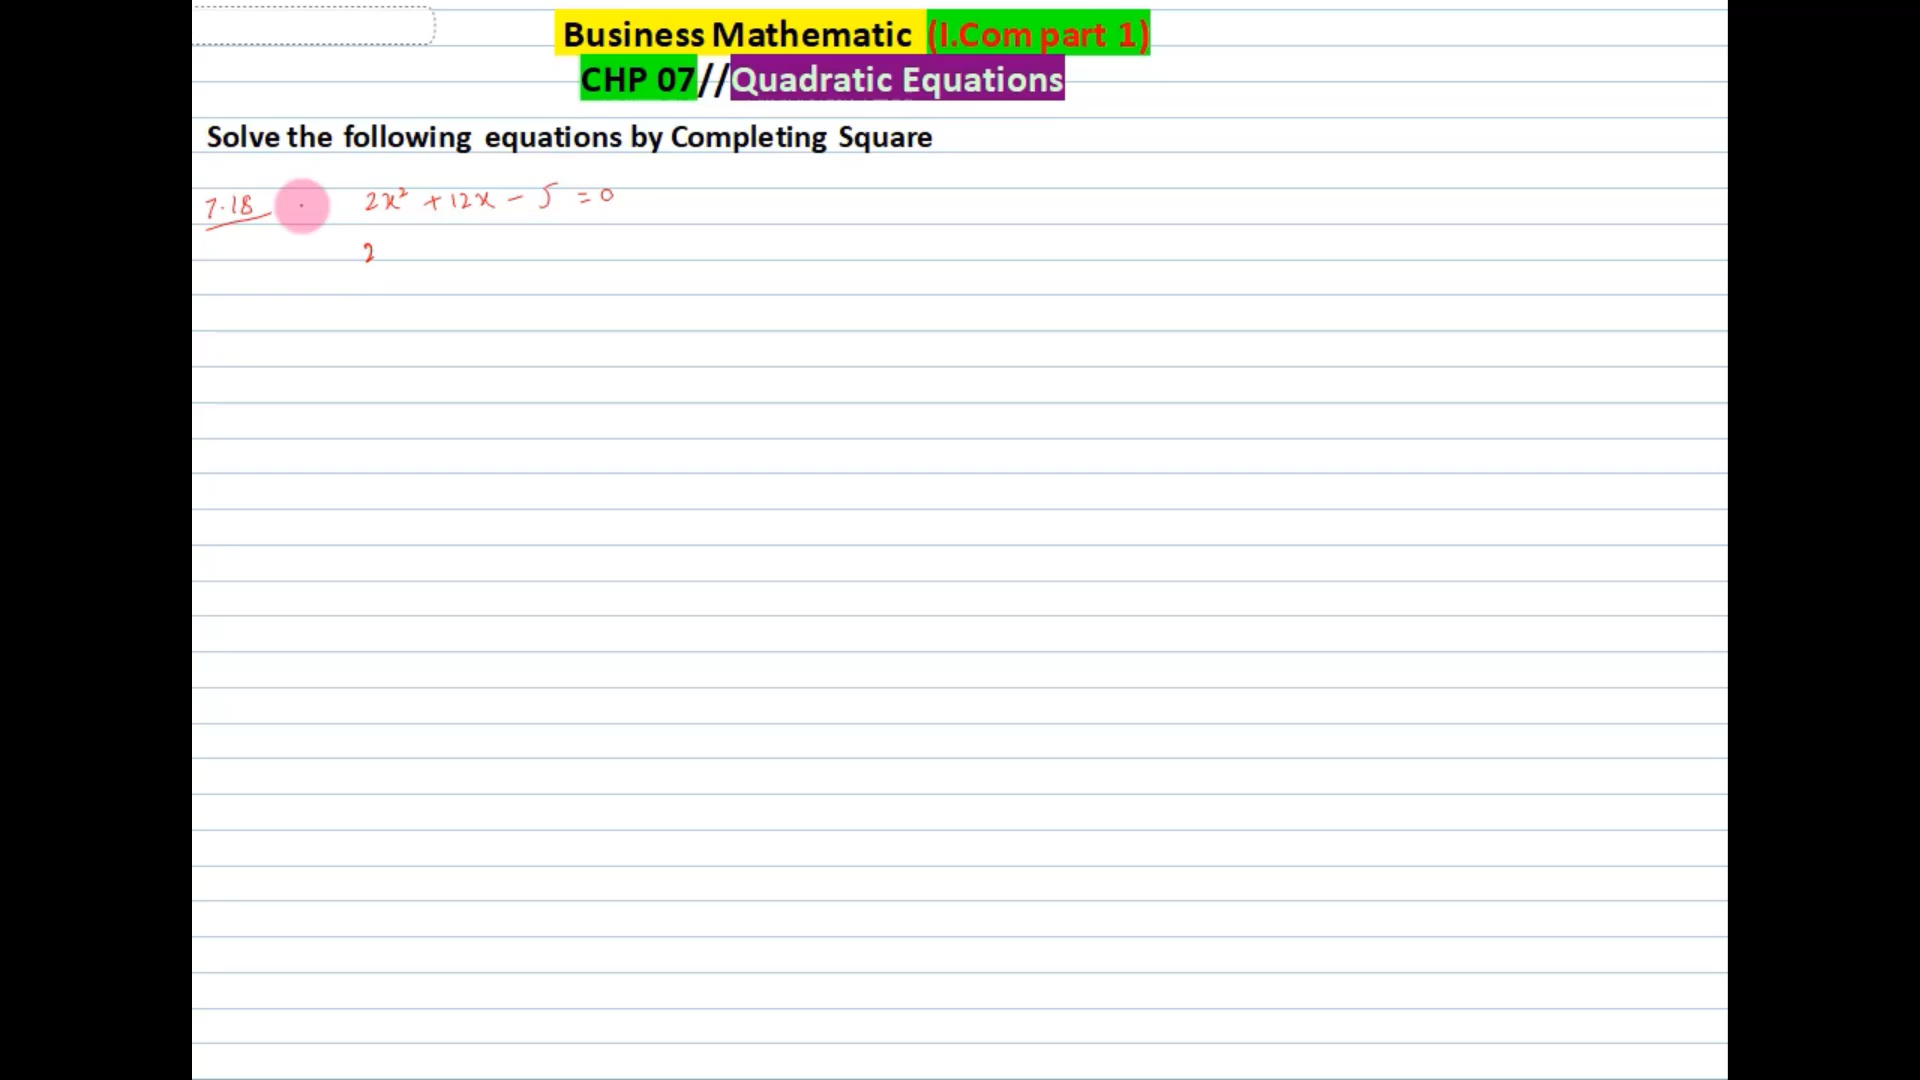 Business Mathematic (I.Com part 1)
CHP 07//Quadratic Equations
Solve the following equations by Completing Square
7.18 2x² + 12x - 5 = 0
2